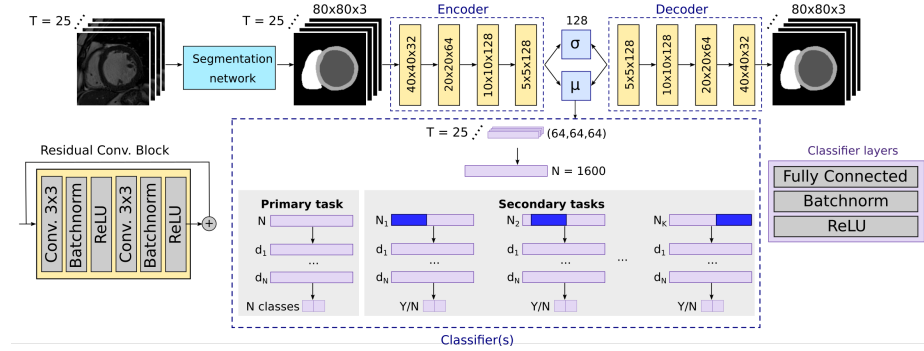 T = 25
80x80x3
Encoder
128
Decoder
80x80x3
Segmentation
network
40x40x32
20x20x64
10x10x128
5x5x128
σ
μ
5x5x128
10x10x128
20x20x64
40x40x32
T = 25
(64,64,64)
N = 1600
Residual Conv. Block
Conv. 3x3
Batchnorm
ReLU
Conv. 3x3
Batchnorm
ReLU
+
Primary task
N
d1
...
dN
N classes
Secondary tasks
N1
d1
...
dN
Y/N
N2
d1
...
dN
Y/N
...
NK
d1
...
dN
Y/N
Classifier(s)
Classifier layers
Fully Connected
Batchnorm
ReLU